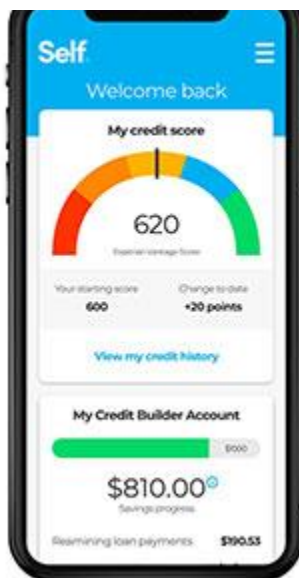 Self.
Welcome back
My credit score
620
Experian Vantage Score
Your starting score
600
Change to date
+20 points
View my credit history
My Credit Builder Account
$1000
$810.00
Savings progress
Reamining loan payments $190.53